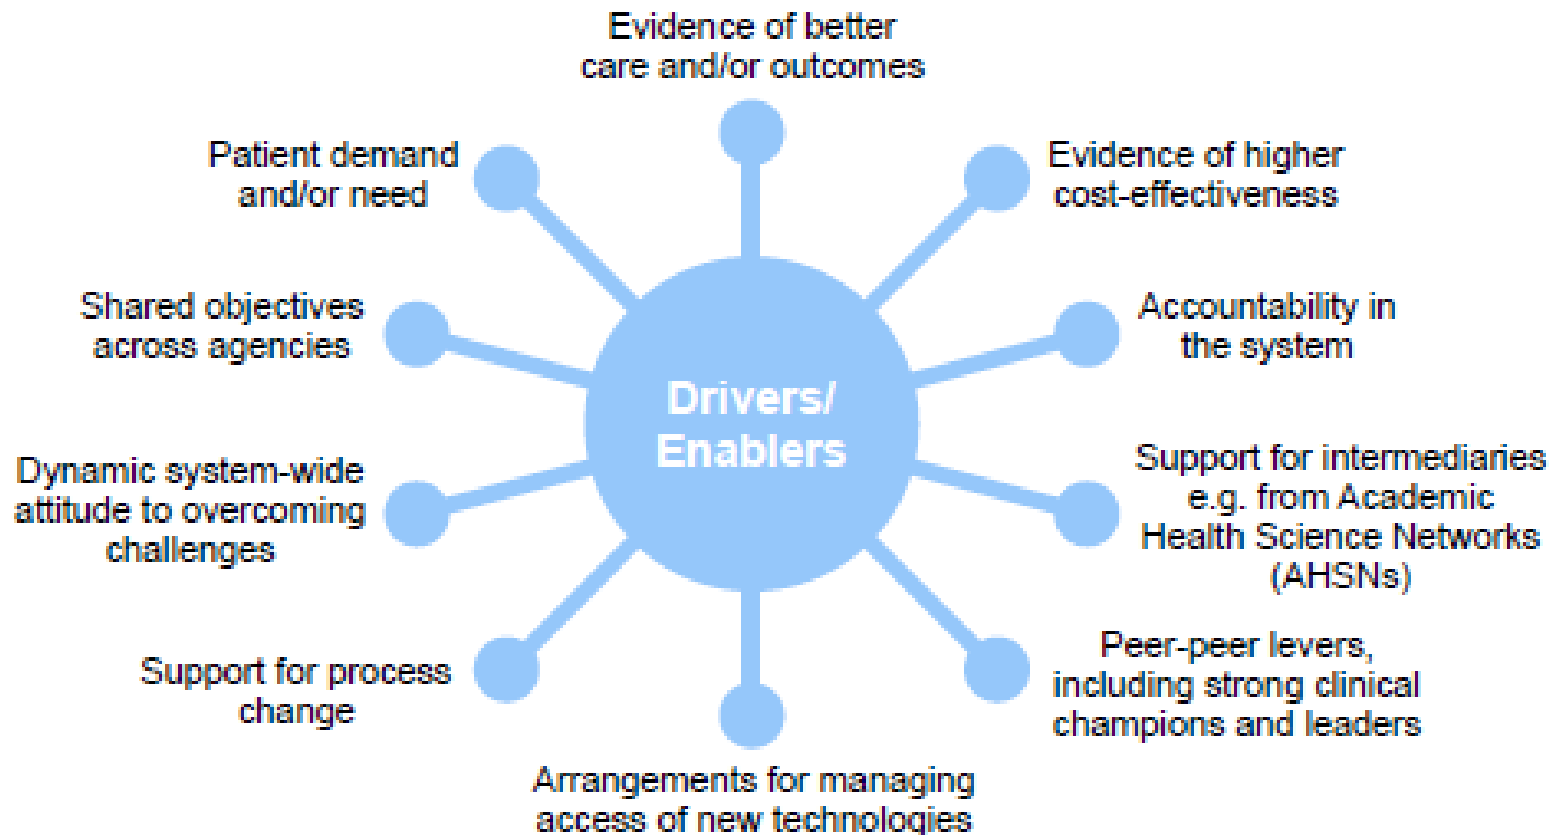 Evidence of better
care and/or outcomes
Evidence of higher
cost-effectiveness
Accountability in
the system
Support for intermediaries
e.g. from Academic
Health Science Networks
(AHSNs)
Peer-peer levers,
including strong clinical
champions and leaders
Arrangements for managing
access of new technologies
Support for process
change
Dynamic system-wide
attitude to overcoming
challenges
Shared objectives
across agencies
Patient demand
and/or need
Drivers/
Enablers